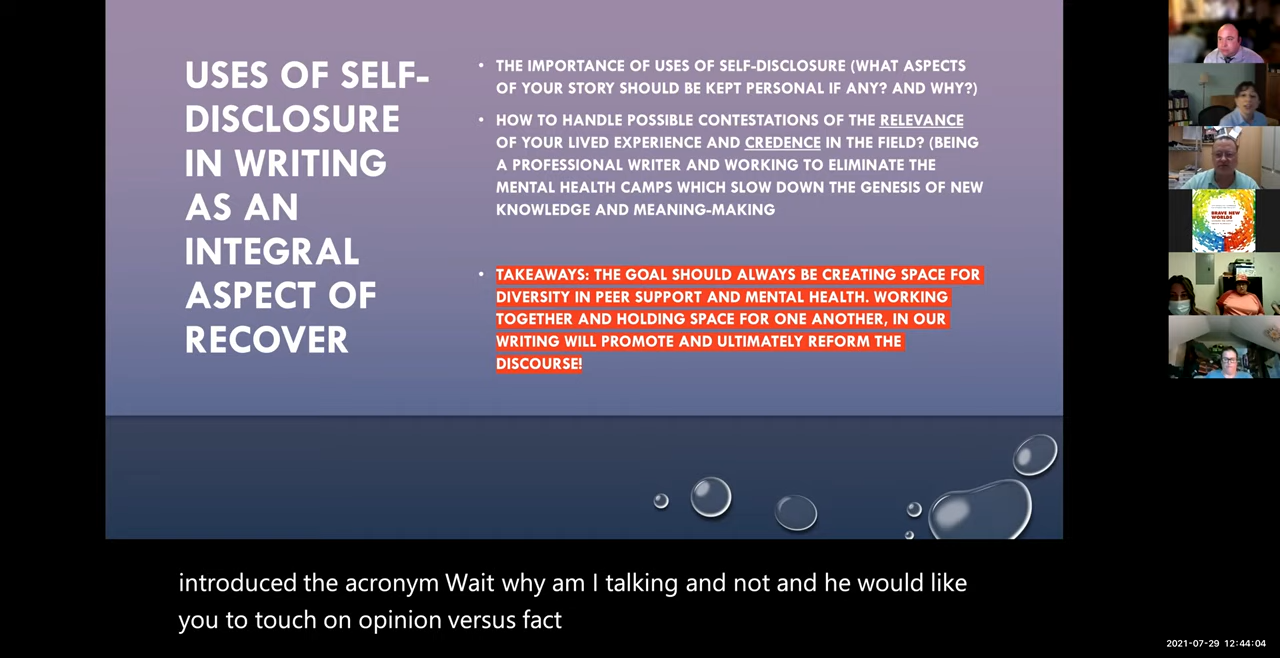 USES OF SELF-
DISCLOSURE
IN WRITING
AS AN
INTEGRAL
ASPECT OF
RECOVER
• THE IMPORTANCE OF USES OF SELF-DISCLOSURE (WHAT ASPECTS
OF YOUR STORY SHOULD BE KEPT PERSONAL IF ANY? AND WHY?)
• HOW TO HANDLE POSSIBLE CONTESTATIONS OF THE RELEVANCE
OF YOUR LIVED EXPERIENCE AND CREDENCE IN THE FIELD? (BEING
A PROFESSIONAL WRITER AND WORKING TO ELIMINATE THE
MENTAL HEALTH CAMPS WHICH SLOW DOWN THE GENESIS OF NEW
KNOWLEDGE AND MEANING-MAKING
• TAKEAWAYS: THE GOAL SHOULD ALWAYS BE CREATING SPACE FOR
DIVERSITY IN PEER SUPPORT AND MENTAL HEALTH. WORKING
TOGETHER AND HOLDING SPACE FOR ONE ANOTHER, IN OUR
WRITING WILL PROMOTE AND ULTIMATELY REFORM THE
DISCOURSE!
BRAVE NEW
WORLDS
introduced the acronym Wait why am I talking and not and he would like
you to touch on opinion versus fact
2021-07-29 12:44:04